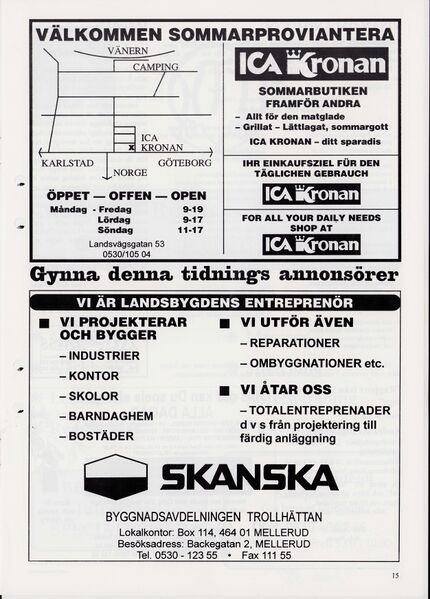 VÄLKOMMEN SOMMARPROVIANTERA
VÄNERN
CAMPING
ICA
KRONAN
KARLSTAD
GÖTEBORG
NORGE
ÖPPET — OFFEN — OPEN
Måndag - Fredag 9-19
Lördag 9-17
Söndag 11-17
Landsvägsgatan 53
0530/105 04
ICA Kronan
SOMMARBUTIKEN
FRAMFÖR ANDRA
– Allt för den matglade
– Grillat – Lättlagat, sommargott
ICA KRONAN – ditt sparadis
IHR EINKAUFSZIEL FÜR DEN
TÄGLICHEN GEBRAUCH
ICA Kronan
FOR ALL YOUR DAILY NEEDS
SHOP AT
ICA Kronan
Gynna denna tidnings annonsörer
VI ÄR LANDSBYGDENS ENTREPRENÖR
■ VI PROJEKTERAR
OCH BYGGER
– INDUSTRIER
– KONTOR
– SKOLOR
– BARNDAGHEM
– BOSTÄDER
■ VI UTFÖR ÄVEN
– REPARATIONER
– OMBYGGNATIONER etc.
■ VI ÅTAR OSS
– TOTALENTREPRENADER
d v s från projektering till
färdig anläggning
SKANSKA
BYGGNADSAVDELNINGEN TROLLHÄTTAN
Lokalkontor: Box 114, 464 01 MELLERUD
Besöksadress: Backegatan 2, MELLERUD
Tel. 0530 - 123 55 • Fax 111 55
15